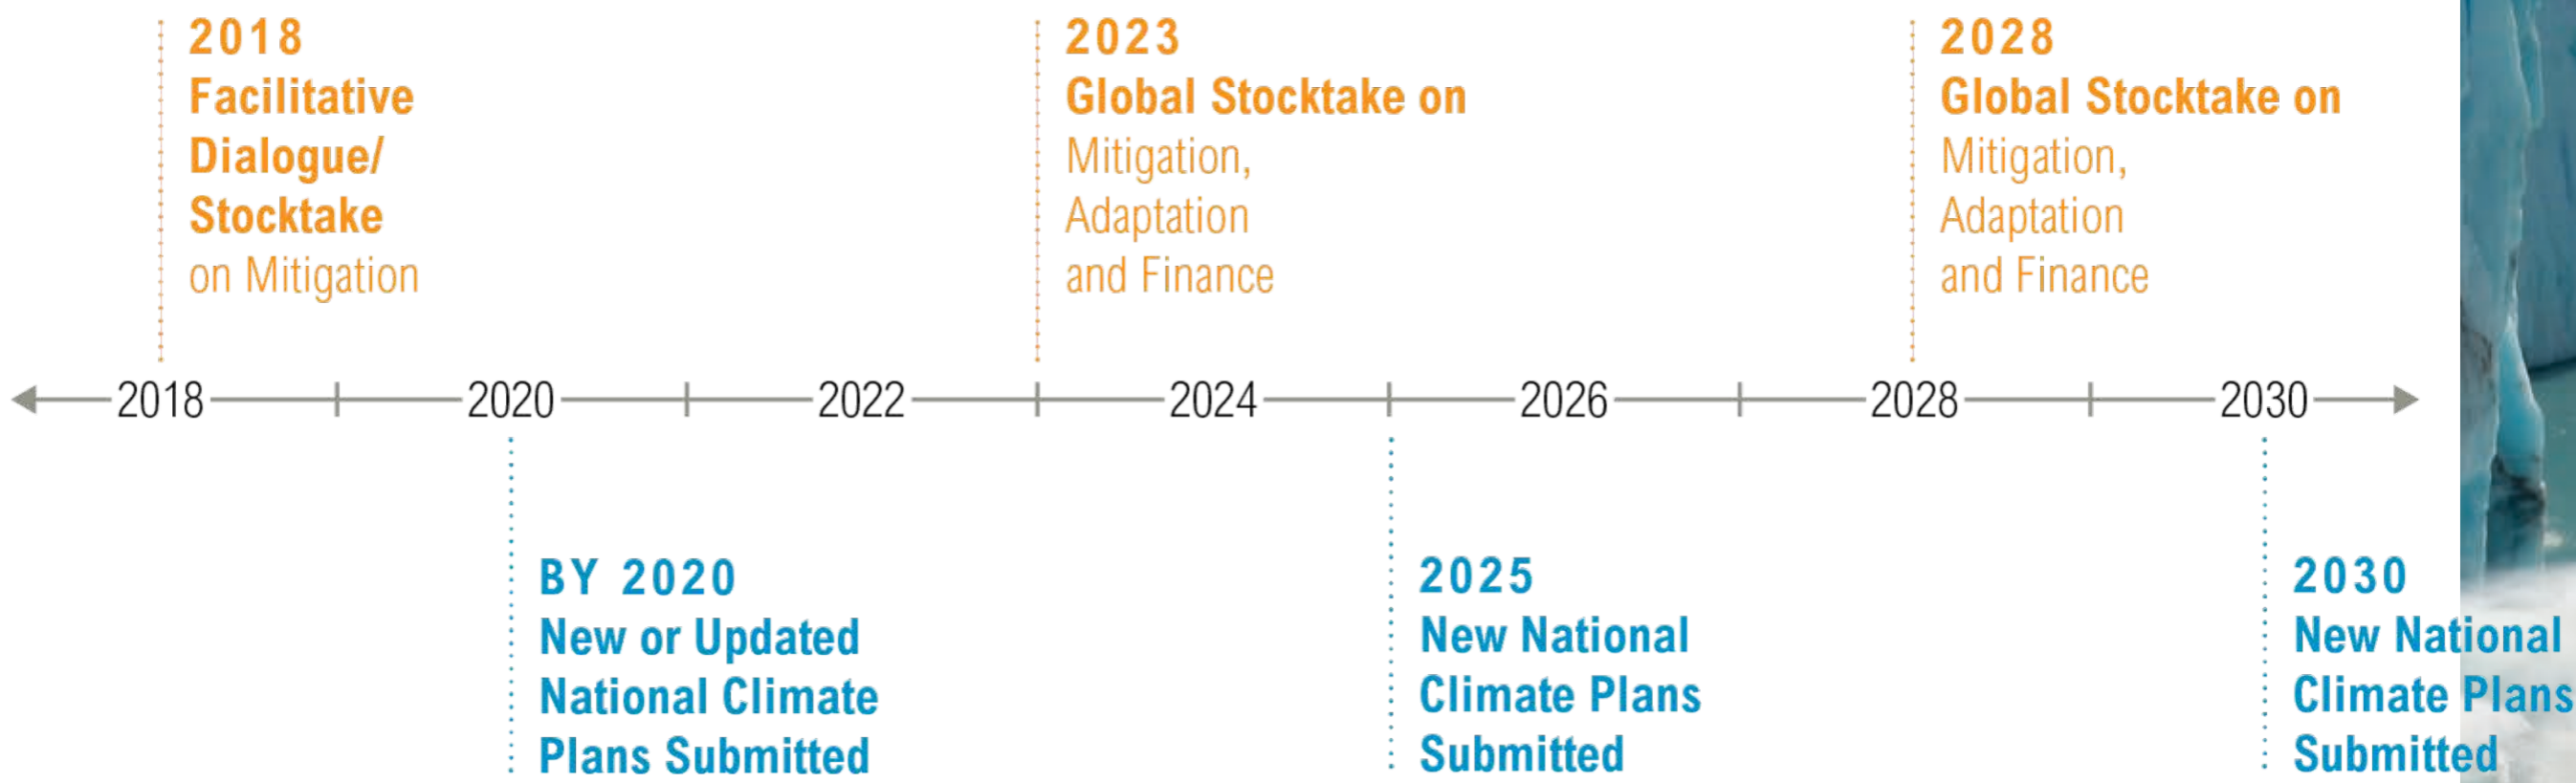 2018
Facilitative
Dialogue/
Stocktake
on Mitigation
2023
Global Stocktake on
Mitigation,
Adaptation
and Finance
2028
Global Stocktake on
Mitigation,
Adaptation
and Finance
2018 2020 2022 2024 2026 2028 2030
BY 2020
New or Updated
National Climate
Plans Submitted
2025
New National
Climate Plans
Submitted
2030
New National
Climate Plans
Submitted